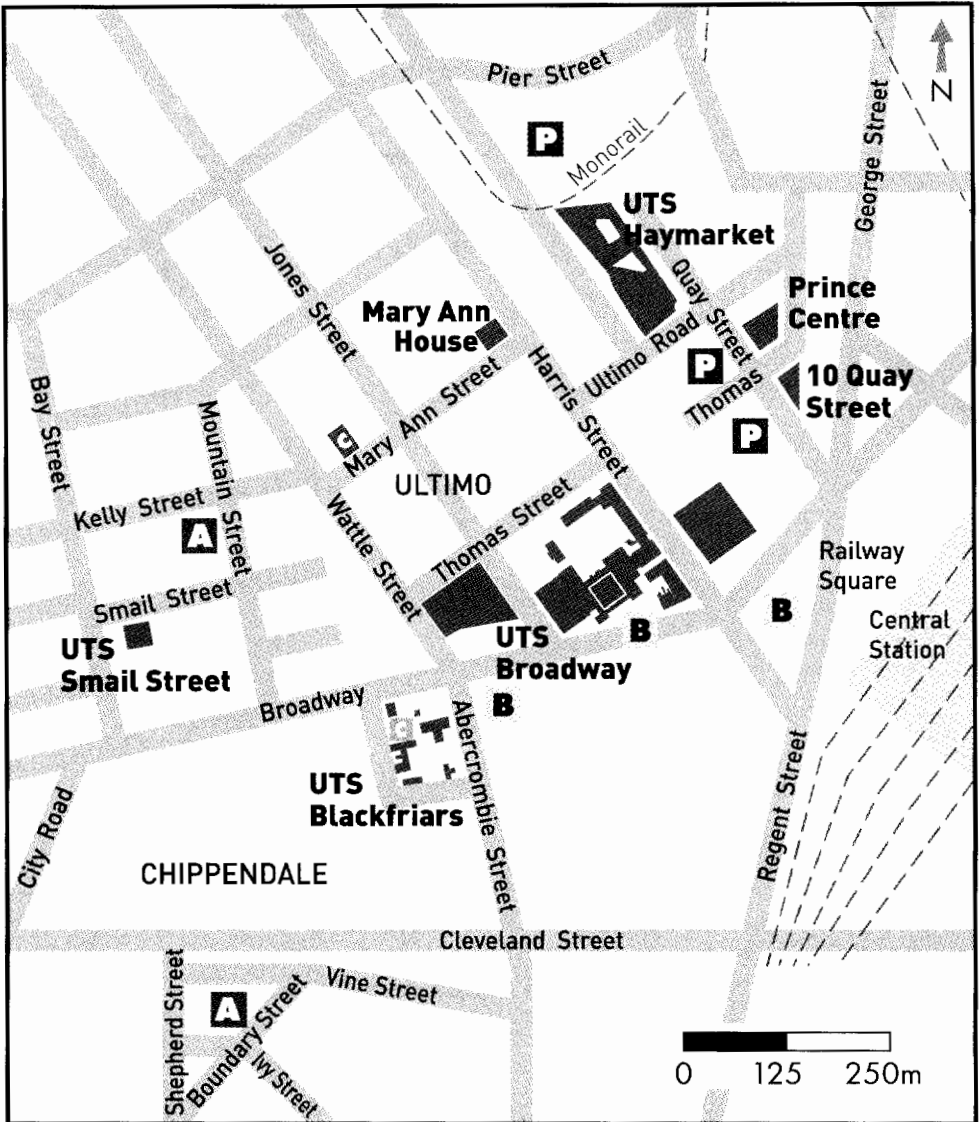 Pier Street
N
P
Monorail
George Street
UTS
Haymarket
Jones Street
Quay Street
Prince
Centre
Mary Ann
House
Ultimo Road
P
Harris Street
Thomas
10 Quay
Street
Bay Street
Mountain Street
C
Mary Ann Street
P
ULTIMO
Kelly Street
Wattle Street
Thomas Street
A
Railway
Square
Smail Street
B
Central
Station
UTS
Smail Street
UTS
Broadway
Broadway
B
C
Abercrombie Street
UTS
Blackfriars
Regent Street
City Road
CHIPPENDALE
Cleveland Street
Shepherd Street
Vine Street
A
Boundary Street
Ivy Street
B
0 125 250m